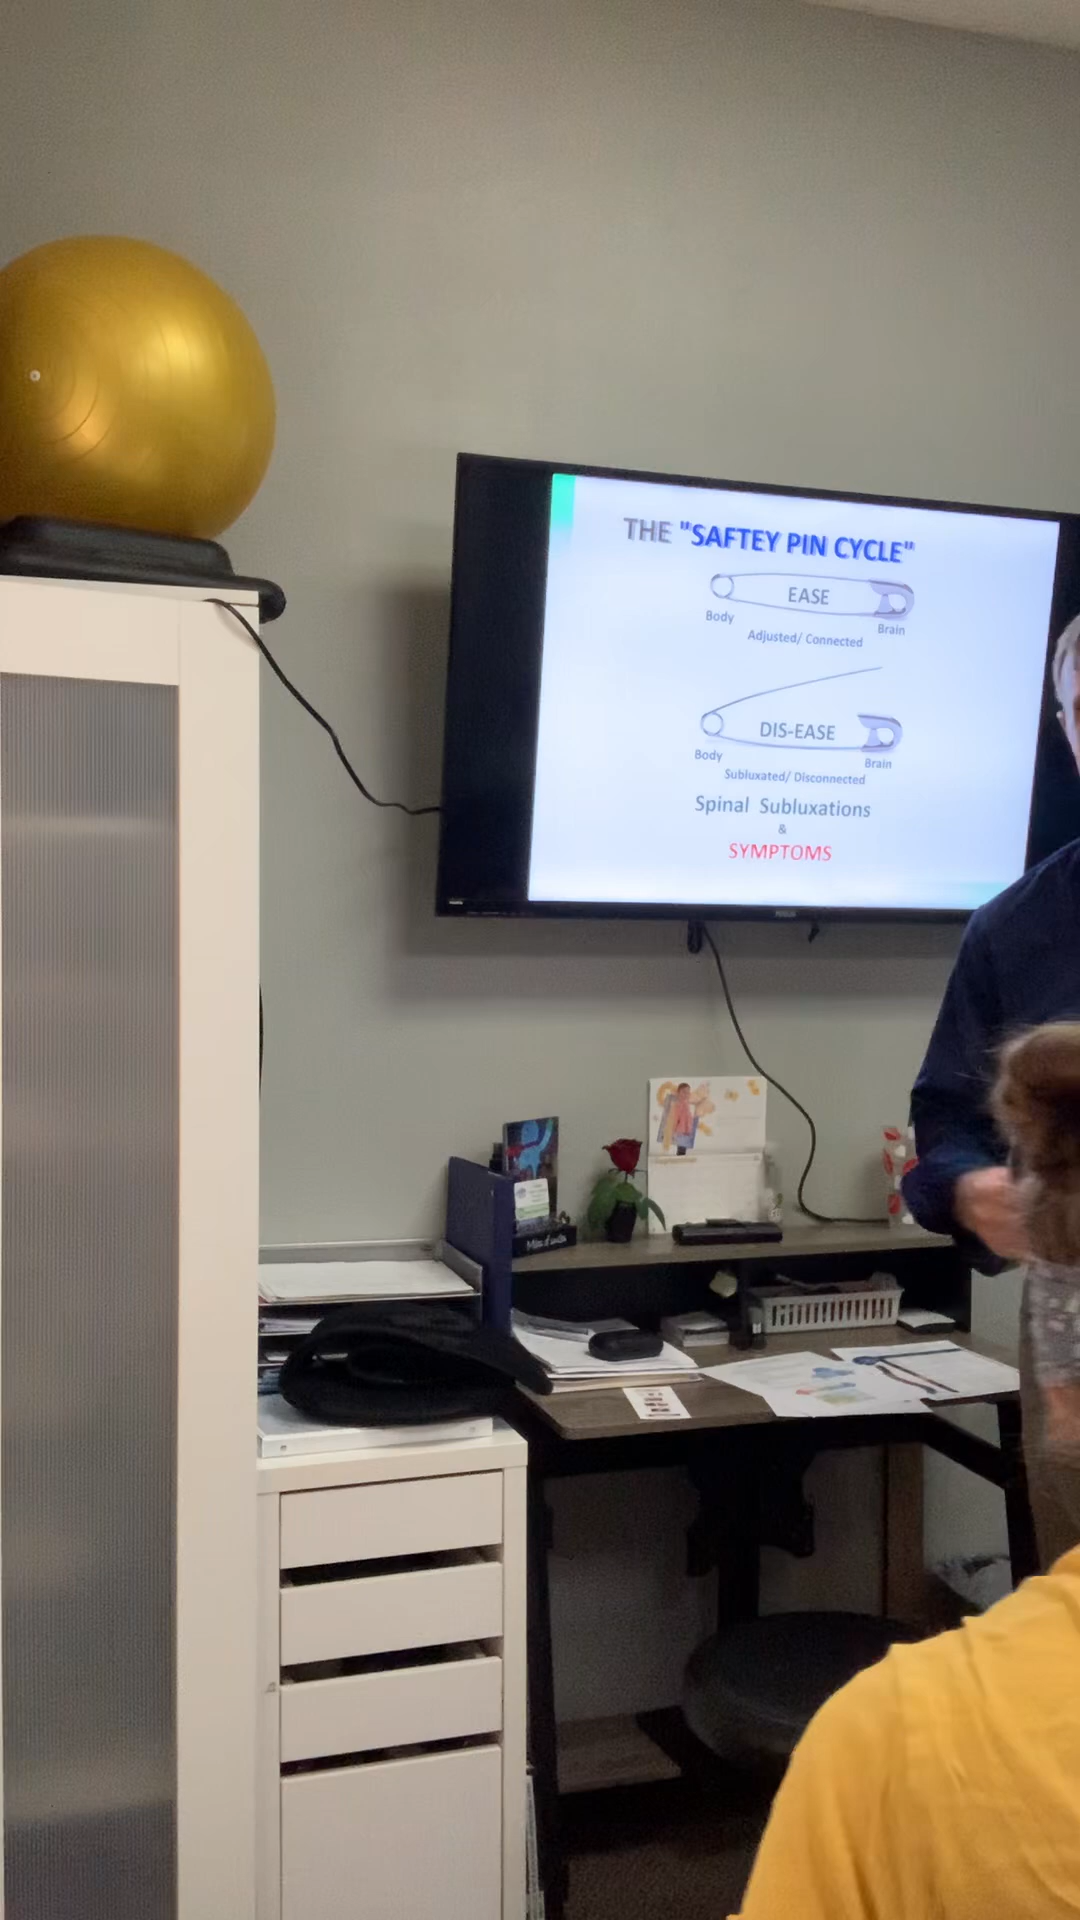 THE "SAFTEY PIN CYCLE"
EASE
Body
Brain
Adjusted/ Connected
DIS-EASE
Body
Brain
Subluxated/ Disconnected
Spinal Subluxations
&
SYMPTOMS